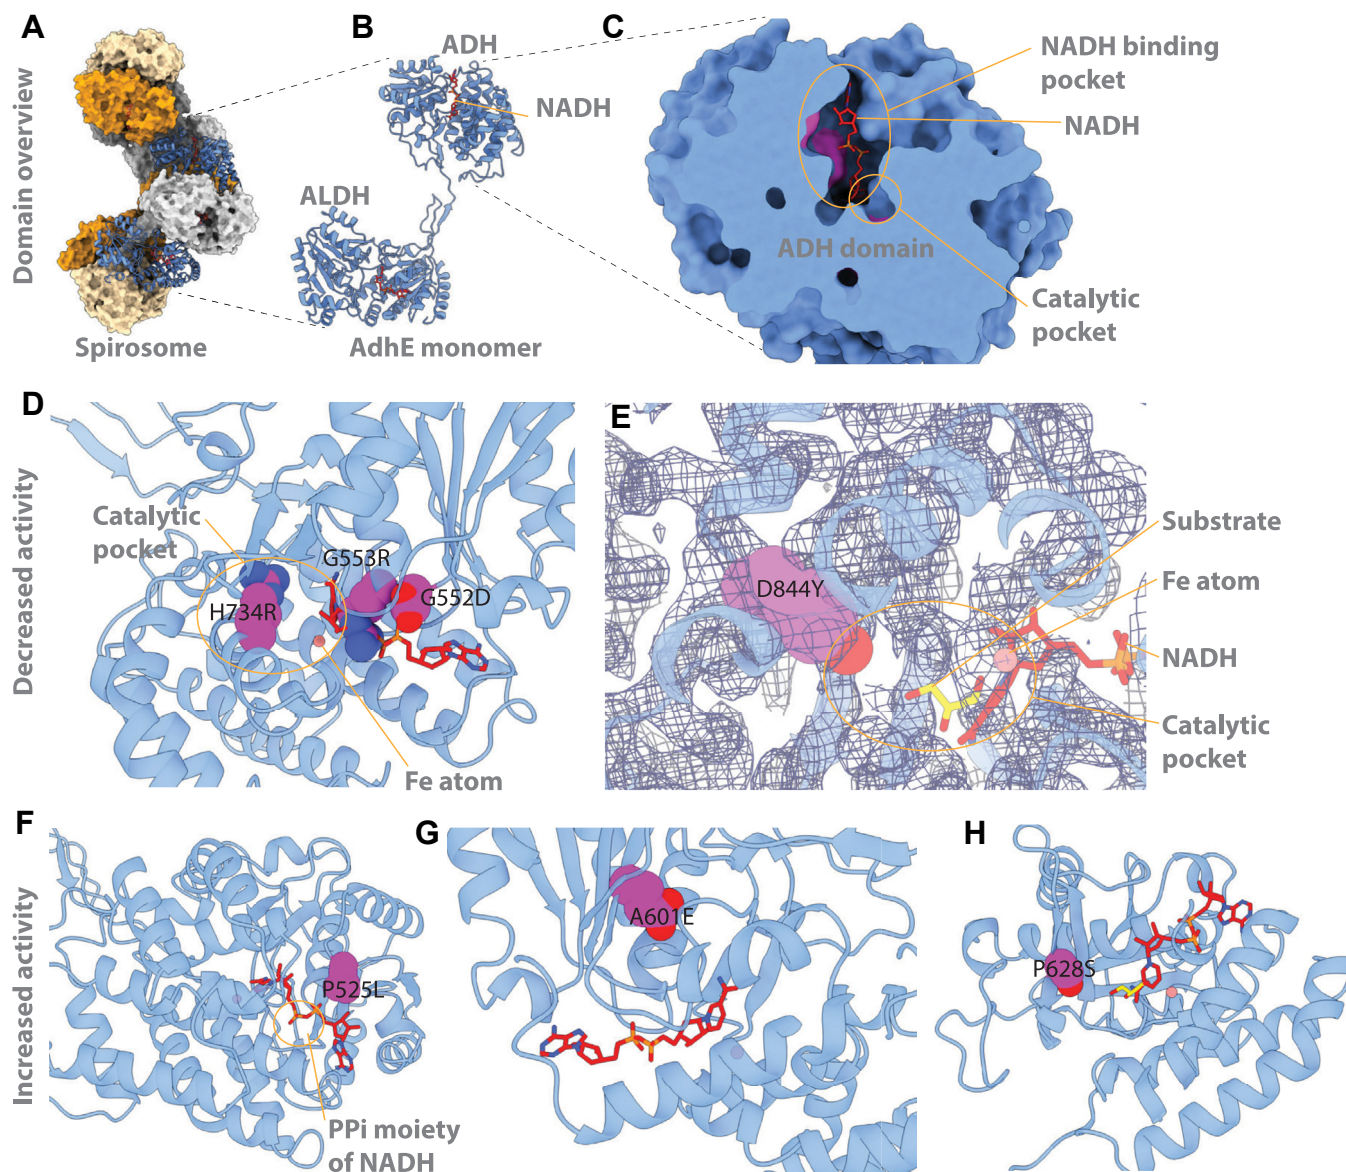 A
B
C
Domain overview
ADH
NADH
ALDH
Spirosome
AdhE monomer
NADH binding
pocket
NADH
ADH domain
Catalytic
pocket
D
E
Decreased activity
Catalytic
pocket
G553R
H734R
G552D
Fe atom
D844Y
Substrate
Fe atom
NADH
Catalytic
pocket
F
G
H
Increased activity
P525L
PPi moiety
of NADH
A601E
P628S